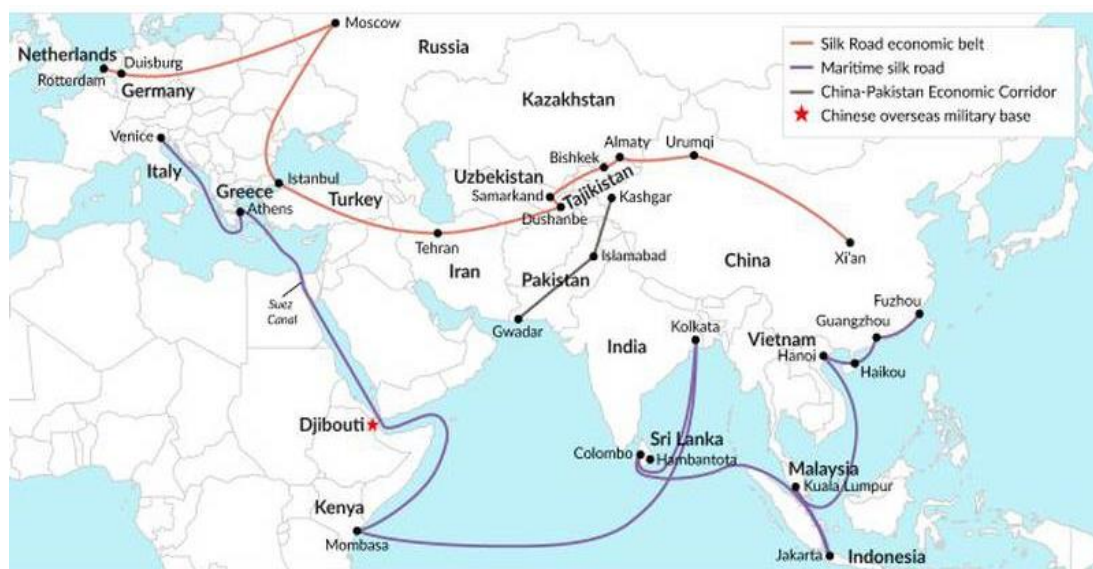 Moscow
Russia
Netherlands
Duisburg
Rotterdam
Germany
Silk Road economic belt
Maritime silk road
China-Pakistan Economic Corridor
Chinese overseas military base
Kazakhstan
Venice
Italy
Almaty
Urumqi
Bishkek
Uzbekistan
Tajikistan
Istanbul
Greece
Athens
Turkey
Samarkand
Kashgar
Dushanbe
Tehran
Iran
Islamabad
Pakistan
China
Xi'an
Suez
Canal
Gwadar
Kolkata
India
Fuzhou
Guangzhou
Vietnam
Hanoi
Haikou
Djibouti
Sri Lanka
Colombo
Hambantota
Malaysia
Kuala Lumpur
Kenya
Mombasa
Jakarta
Indonesia